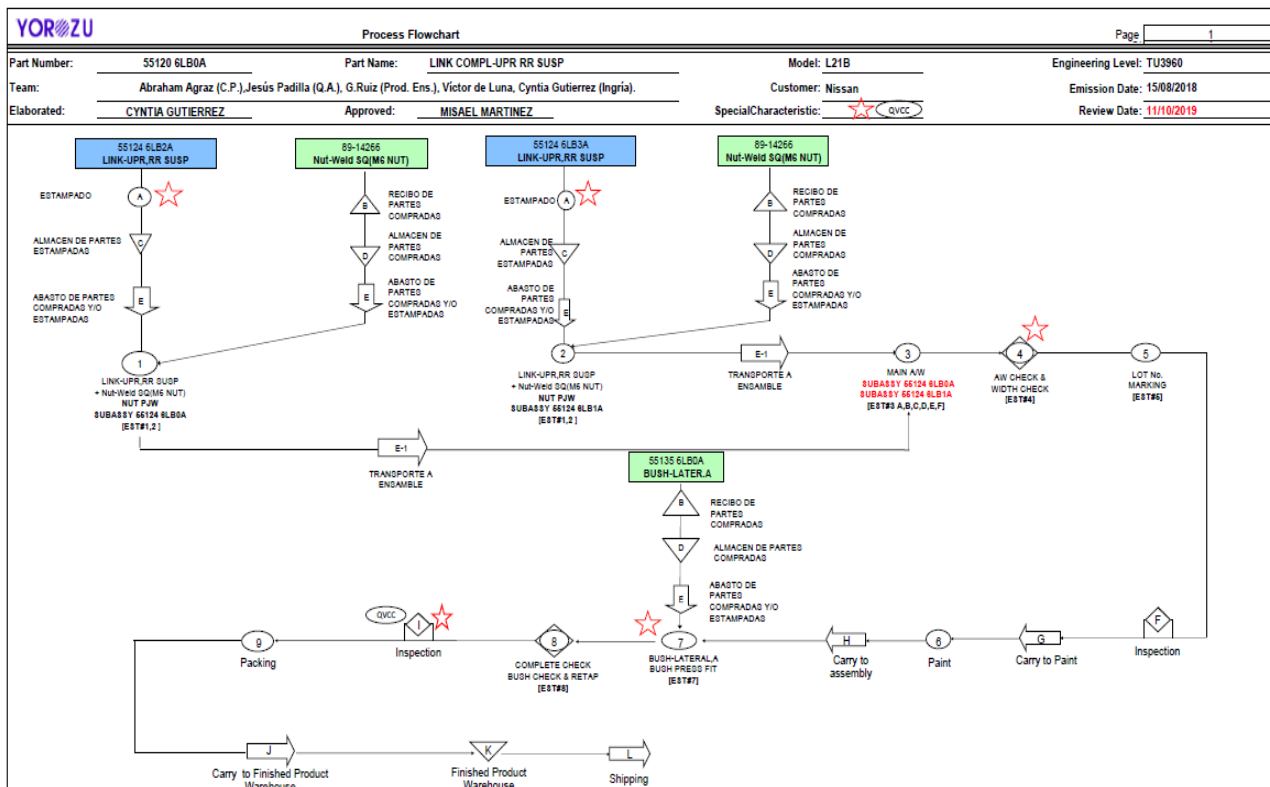 YOROZU
Process Flowchart
Page 1
Part Number: 55120 6LB0A Part Name: LINK COMPL-UPR RR SUSP Model: L21B Engineering Level: TU3960
Team: Abraham Agraz (C.P.),Jesús Padilla (Q.A.), G.Ruiz (Prod. Ens.), Víctor de Luna, Cyntia Gutierrez (Ingría). Customer: Nissan Emission Date: 15/08/2018
Elaborated: CYNTIA GUTIERREZ Approved: MISAEL MARTINEZ SpecialCharacteristic: QVCC Review Date: 11/10/2019
55124 6LB2A
LINK-UPR,RR SUSP
89-14266
Nut-Weld SQ(M6 NUT)
55124 6LB3A
LINK-UPR,RR SUSP
89-14266
Nut-Weld SQ(M6 NUT)
ESTAMPADO
A
B
RECIBO DE
PARTES
COMPRADAS
ESTAMPADO
A
B
RECIBO DE
PARTES
COMPRADAS
ALMACEN DE PARTES
ESTAMPADAS
C
D
ALMACEN DE
PARTES
COMPRADAS
ALMACEN DE
PARTES
ESTAMPADAS
C
D
ALMACEN DE
PARTES
COMPRADAS
ABASTO DE PARTES
COMPRADAS Y/O
ESTAMPADAS
E
E
ABASTO DE
PARTES
COMPRADAS Y/O
ESTAMPADAS
ABASTO DE
PARTES
COMPRADAS Y/O
ESTAMPADAS
E
E
ABASTO DE
PARTES
COMPRADAS Y/O
ESTAMPADAS
1
LINK-UPR,RR SUSP
+ Nut-Weld SQ(M6 NUT)
NUT PJW
SUBASSY 55124 6LB0A
[EST#1,2 ]
2
LINK-UPR,RR SUSP
+ Nut-Weld SQ(M6 NUT)
NUT PJW
SUBASSY 55124 6LB1A
[EST#1,2 ]
E-1
TRANSPORTE A
ENSAMBLE
3
MAIN A/W
SUBASSY 55124 6LB0A
SUBASSY 55124 6LB1A
[EST#3 A,B,C,D,E,F]
4
AW CHECK &
WIDTH CHECK
[EST#4]
5
LOT No.
MARKING
[EST#5]
E-1
TRANSPORTE A
ENSAMBLE
55135 6LB0A
BUSH-LATER.A
B
RECIBO DE
PARTES
COMPRADAS
D
ALMACEN DE PARTES
COMPRADAS
E
ABASTO DE
PARTES
COMPRADAS Y/O
ESTAMPADAS
F
Inspection
G
Carry to Paint
6
Paint
H
Carry to
assembly
7
BUSH-LATERAL,A
BUSH PRESS FIT
[EST#7]
8
COMPLETE CHECK
BUSH CHECK & RETAP
[EST#8]
QVCC
I
Inspection
9
Packing
J
Carry to Finished Product
Warehouse
K
Finished Product
Warehouse
L
Shipping